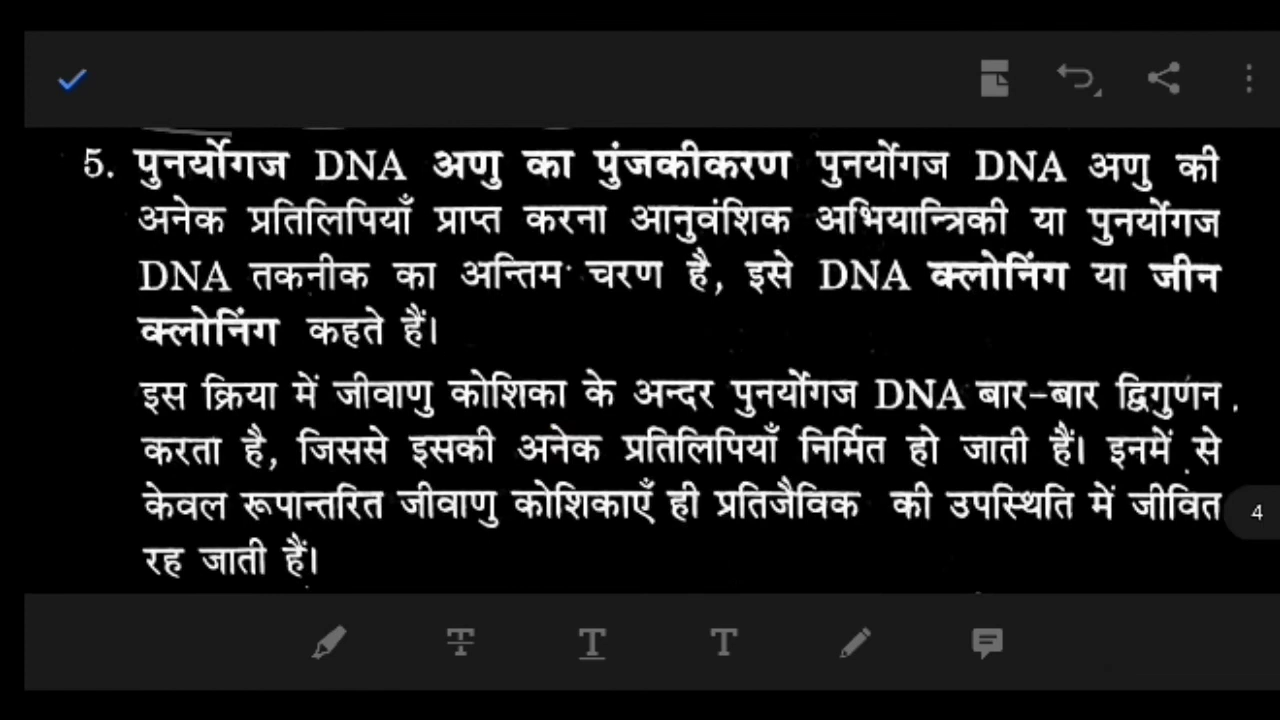 5. पुनर्योगज DNA अणु का पुंजकीकरण पुनर्योगज DNA अणु की
अनेक प्रतिलिपियाँ प्राप्त करना आनुवंशिक अभियान्त्रिकी या पुनर्योगज
DNA तकनीक का अन्तिम चरण है, इसे DNA क्लोनिंग या जीन
क्लोनिंग कहते हैं।
इस क्रिया में जीवाणु कोशिका के अन्दर पुनर्योगज DNA बार-बार द्विगुणन
करता है, जिससे इसकी अनेक प्रतिलिपियाँ निर्मित हो जाती हैं। इनमें से
केवल रूपान्तरित जीवाणु कोशिकाएँ ही प्रतिजैविक की उपस्थिति में जीवित
4
रह जाती हैं।
T T T